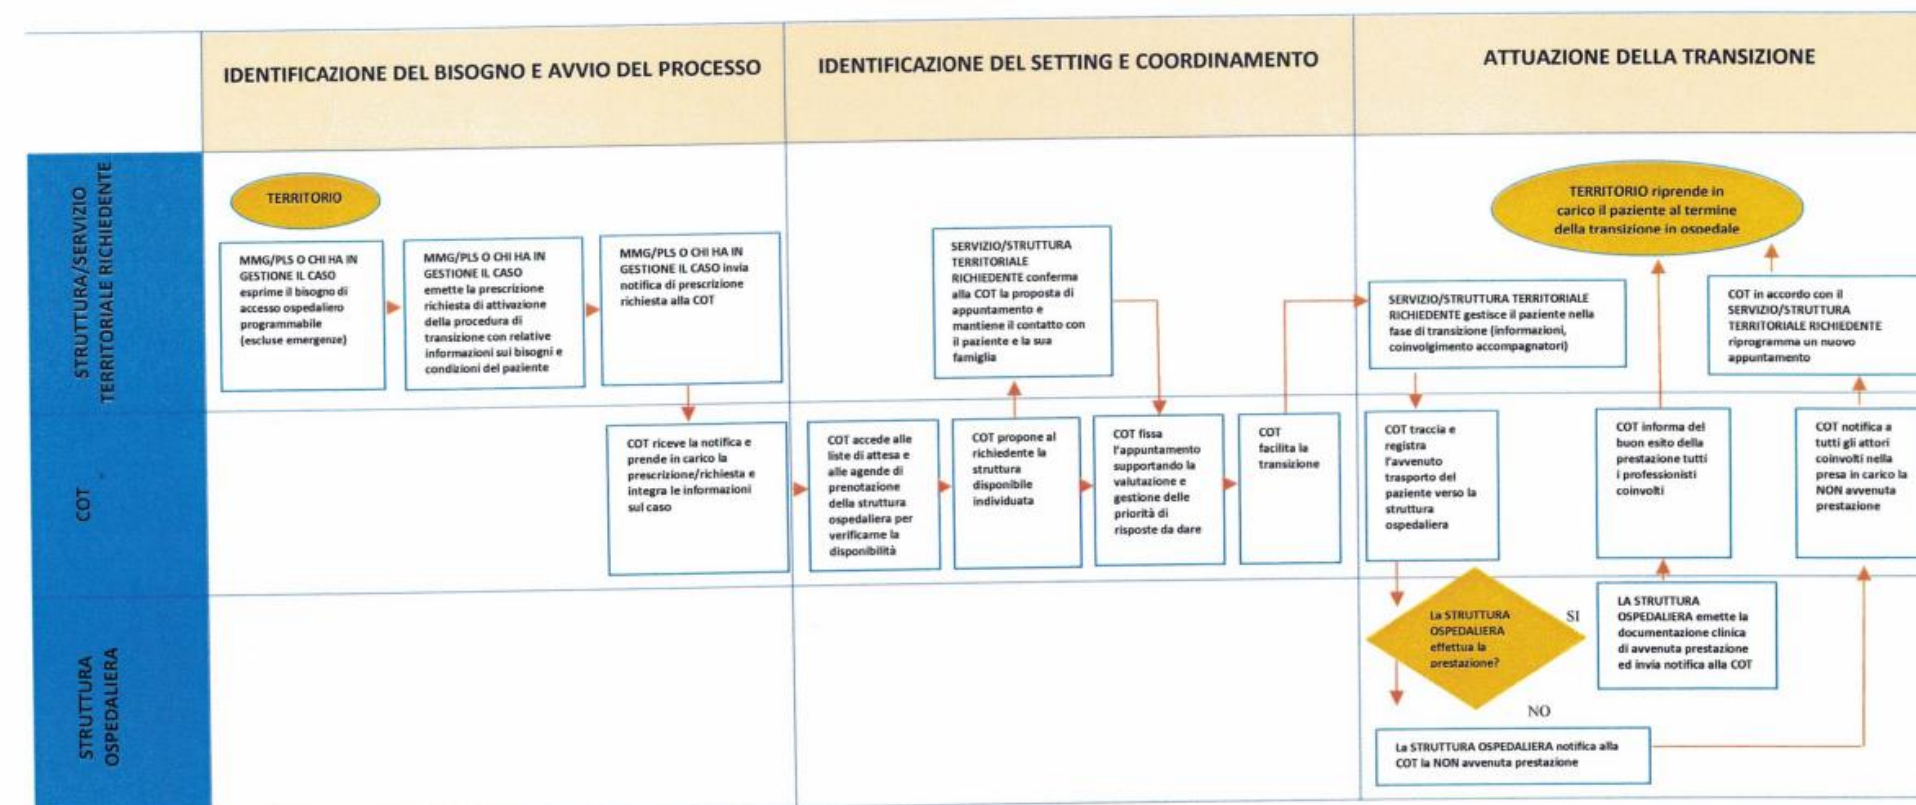 IDENTIFICAZIONE DEL BISOGNO E AVVIO DEL PROCESSO
IDENTIFICAZIONE DEL SETTING E COORDINAMENTO
ATTUAZIONE DELLA TRANSIZIONE
STRUTTURA/SERVIZIO
TERRITORIALE RICHIEDENTE
TERRITORIO
MMG/PLS O CHI HA IN
GESTIONE IL CASO
esprime il bisogno di
accesso ospedaliero
programmabile
(escluse emergenze)
MMG/PLS O CHI HA IN
GESTIONE IL CASO
emette la prescrizione
richiesta di attivazione
della procedura di
transizione con relative
informazioni sui bisogni e
condizioni del paziente
MMG/PLS O CHI HA IN
GESTIONE IL CASO invia
notifica di prescrizione
richiesta alla COT
SERVIZIO/STRUTTURA
TERRITORIALE
RICHIEDENTE conferma
alla COT la proposta di
appuntamento e
mantiene il contatto con
il paziente e la sua
famiglia
TERRITORIO riprende in
carico il paziente al termine
della transizione in ospedale
SERVIZIO/STRUTTURA TERRITORIALE
RICHIEDENTE gestisce il paziente nella
fase di transizione (informazioni,
coinvolgimento accompagnatori)
COT in accordo con il
SERVIZIO/STRUTTURA
TERRITORIALE RICHIEDENTE
riprogramma un nuovo
appuntamento
COT
COT riceve la notifica e
prende in carico la
prescrizione/richiesta e
integra le informazioni
sul caso
COT accede alle
liste di attesa e
alle agende di
prenotazione
della struttura
ospedaliera per
verificarne la
disponibilità
COT propone al
richiedente la
struttura
disponibile
individuata
COT fissa
l'appuntamento
supportando la
valutazione e
gestione delle
priorità di
risposte da dare
COT
facilita la
transizione
COT traccia e
registra
l'avvenuto
trasporto del
paziente verso la
struttura
ospedaliera
COT informa del
buon esito della
prestazione tutti
i professionisti
coinvolti
COT notifica a
tutti gli attori
coinvolti nella
presa in carico la
NON avvenuta
prestazione
STRUTTURA
OSPEDALIERA
La STRUTTURA
OSPEDALIERA
effettua la
prestazione?
SI
LA STRUTTURA
OSPEDALIERA emette la
documentazione clinica
di avvenuta prestazione
ed invia notifica alla COT
NO
La STRUTTURA OSPEDALIERA notifica alla
COT la NON avvenuta prestazione